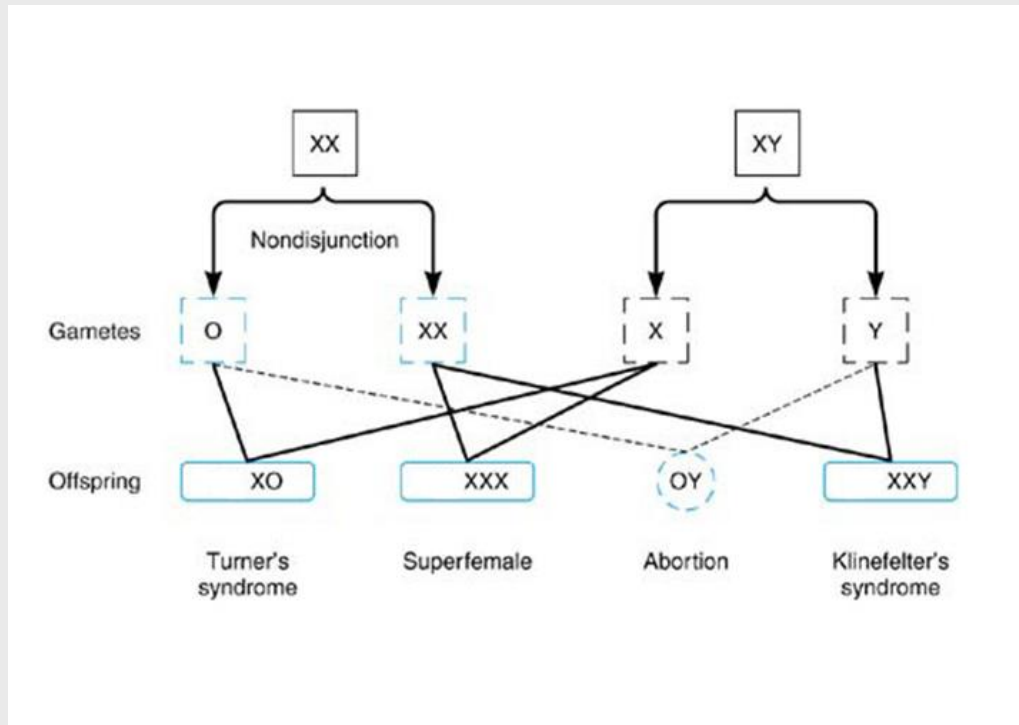 XX
XY
Nondisjunction
Gametes
O
XX
X
Y
Offspring
XO
XXX
OY
XXY
Turner's
syndrome
Superfemale
Abortion
Klinefelter's
syndrome